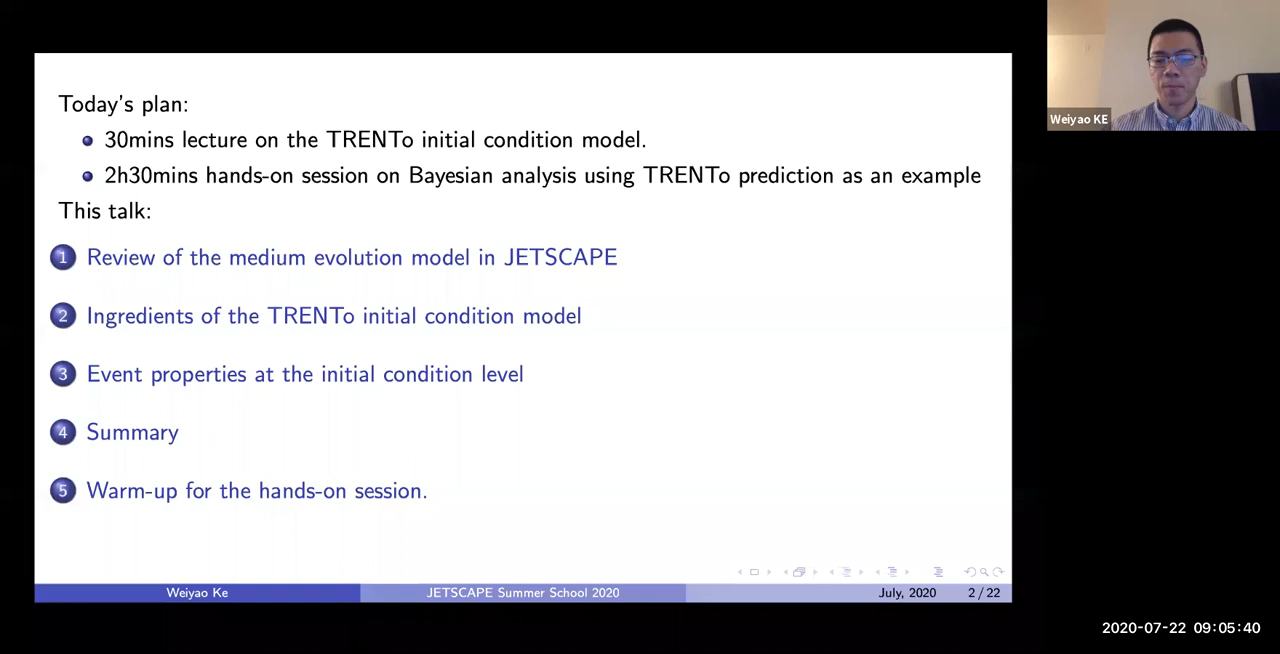 Today's plan:
30mins lecture on the TRENTo initial condition model.
2h30mins hands-on session on Bayesian analysis using TRENTo prediction as an example
This talk:
1 Review of the medium evolution model in JETSCAPE
2 Ingredients of the TRENTo initial condition model
3 Event properties at the initial condition level
4 Summary
5 Warm-up for the hands-on session.
Weiyao Ke JETSCAPE Summer School 2020 July, 2020 2 / 22
Weiyao KE
2020-07-22 09:05:40